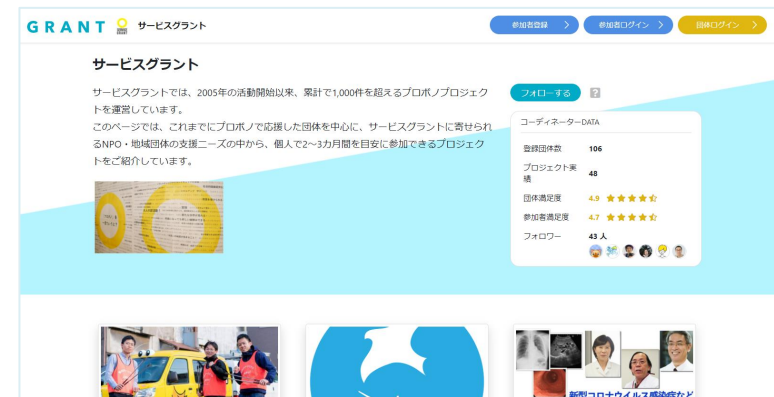 GRANT サービスグラント
参加者登録
参加者ログイン
団体ログイン
サービスグラント
サービスグラントでは、2005年の活動開始以来、累計で1,000件を超えるプロボノプロジェク
トを運営しています。
このページでは、これまでにプロボノで応援した団体を中心に、サービスグラントに寄せられ
るNPO・地域団体の支援ニーズの中から、個人で2～3カ月間を目安に参加できるプロジェク
トをご紹介しています。
フォローする ?
コーディネーターDATA
登録団体数 106
プロジェクト実
績 48
団体満足度 4.9
参加者満足度 4.7
フォロワー 43 人
新型コロナウイルス感染症など